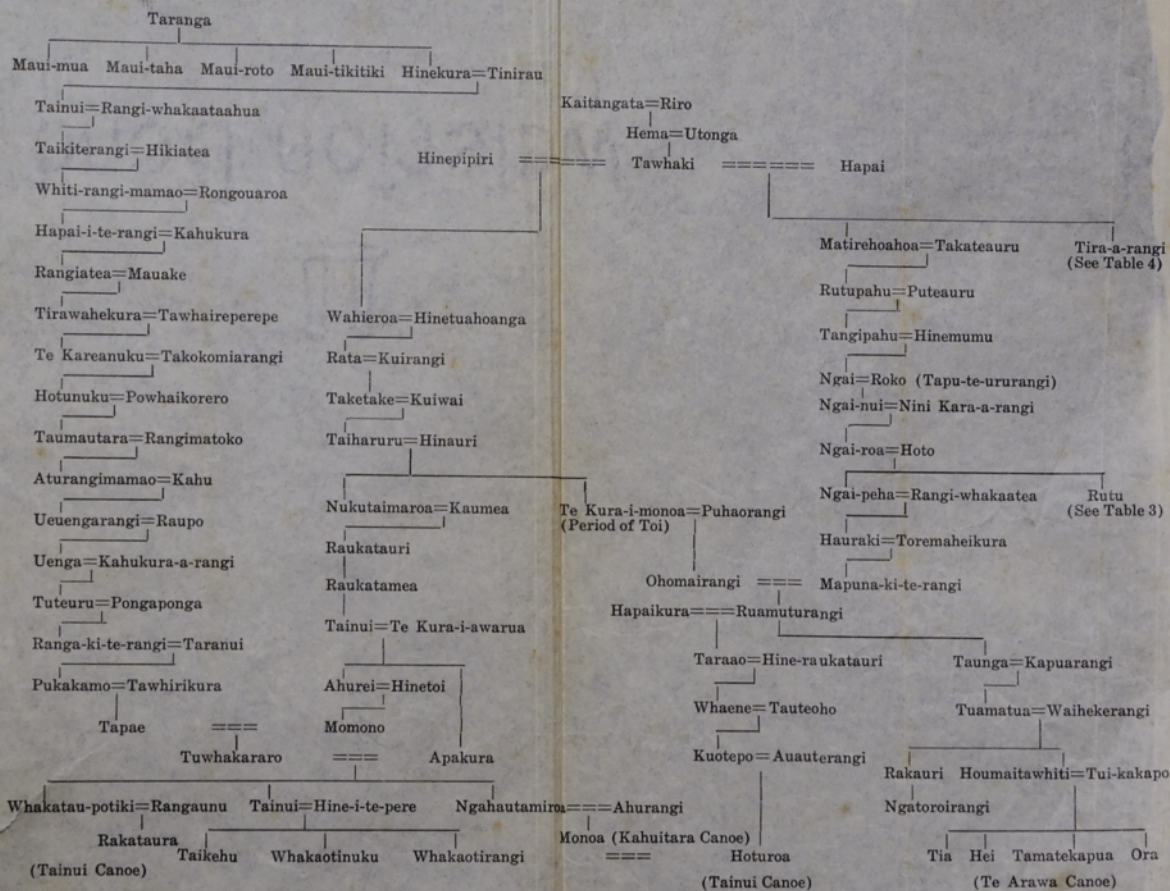 Taranga
Maui-mua Maui-taha Maui-roto Maui-tikitiki Hinekura=Tinirau
Tainui=Rangi-whakaataahua Kaitangata=Riro
Hema=Utonga
Taikiterangi=Hikiatea Hinepipiri ====== Tawhaki ====== Hapai
Whiti-rangi-mamao=Rongouaroa
Hapai-i-te-rangi=Kahukura Matirehoahoa=Takateauru Tira-a-rangi
(See Table 4)
Rangiatea=Mauake
Rutupahu=Puteauru
Tirawahekura=Tawhaireperepe Wahieroa=Hinetuahoanga
Tangipahu=Hinemumu
Te Kareanuku=Takokomiarangi Rata=Kuirangi
Ngai=Roko (Tapu-te-ururangi)
Hotunuku=Powhaikorero Taketake=Kuiwai Ngai-nui=Nini Kara-a-rangi
Taumautara=Rangimatoko Taiharuru=Hinauri
Ngai-roa=Hoto
Aturangimamao=Kahu
Ngai-peha=Rangi-whakaatea Rutu
(See Table 3)
Nukutaimaroa=Kaumea Te Kura-i-monoa=Puhaorangi
(Period of Toi)
Ueuengarangi=Raupo
Raukatauri Hauraki=Toremaheikura
Uenga=Kahukura-a-rangi
Raukatamea Ohomairangi === Mapuna-ki-te-rangi
Tuteuru=Pongaponga Hapaikura===Ruamuturangi
Tainui=Te Kura-i-awarua
Ranga-ki-te-rangi=Taranui
Taraao=Hine-raukatauri Taunga=Kapuarangi
Pukakamo=Tawhirikura Ahurei=Hinetoi
Whaene=Tauteoho Tuamatua=Waihekerangi
Tapae === Momono
Tuwhakararo === Apakura Kuotepo=Auauterangi
Rakauri Houmaitawhiti=Tui-kakapo
Whakatau-potiki=Rangaunu Tainui=Hine-i-te-pere Ngahautamiroa===Ahurangi Ngatoroirangi
Rakataura Monoa (Kahuitara Canoe)
Taikehu Whakaotinuku Whakaotirangi === Hoturoa Tia Hei Tamatekapua Ora
(Tainui Canoe) (Tainui Canoe) (Te Arawa Canoe)